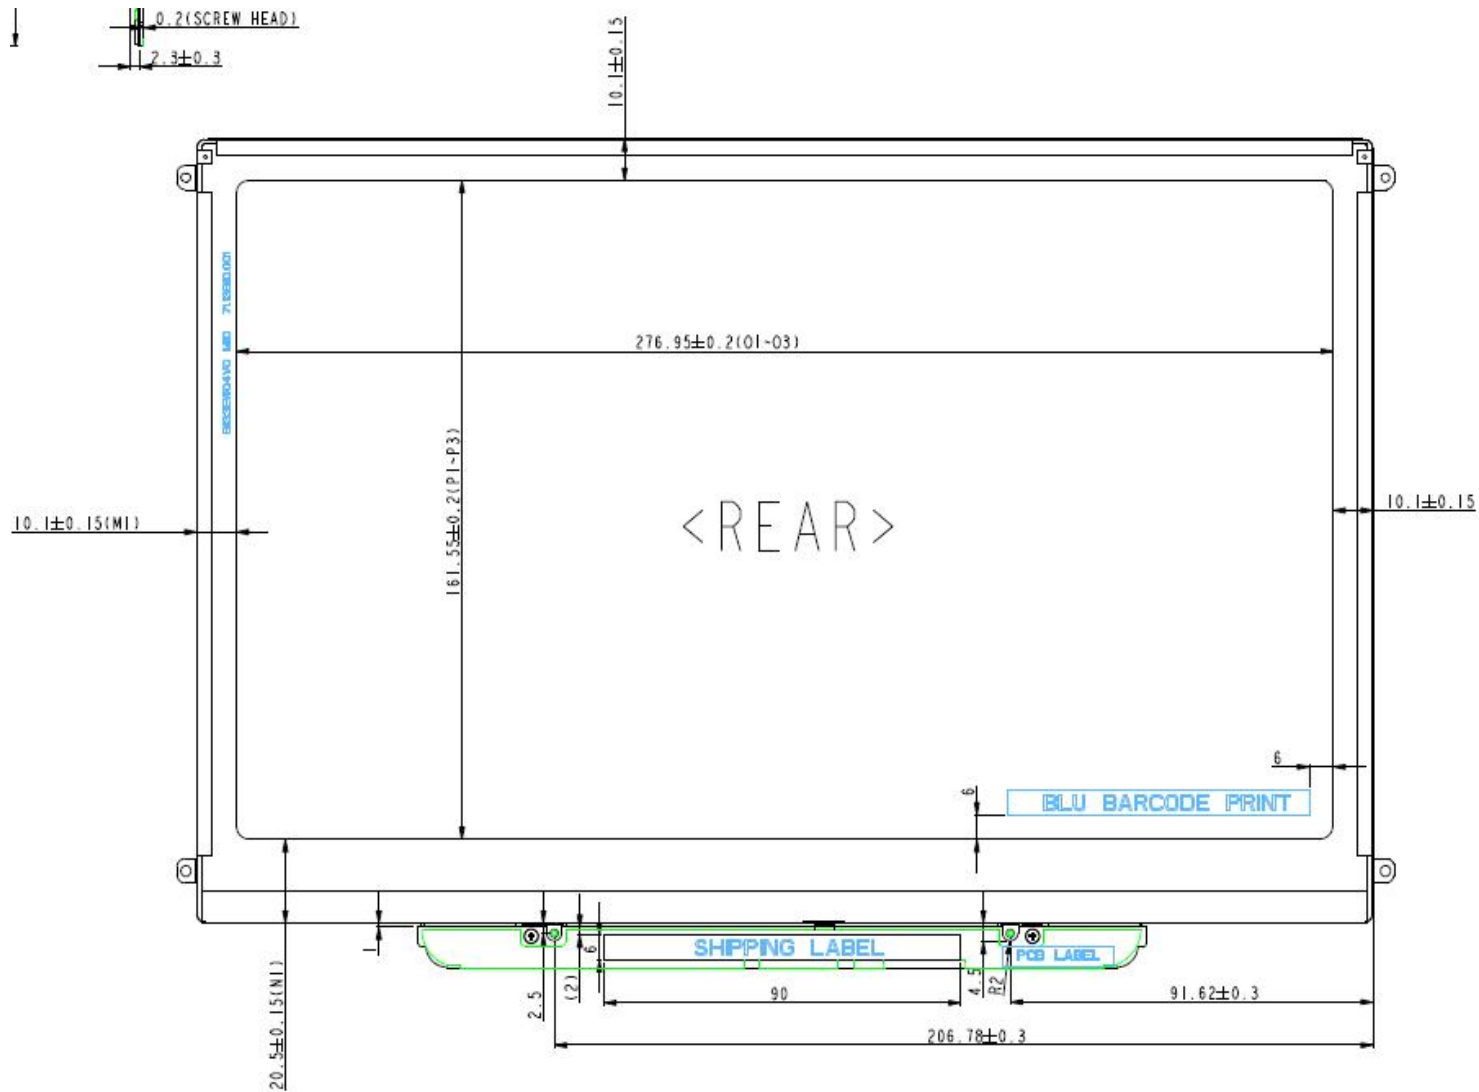 0.2(SCREW HEAD)
2.3±0.3
10.1±0.15
276.95±0.2(O1~O3)
161.55±0.2(P1~P3)
<REAR>
10.1±0.15(M1)
10.1±0.15
6
6
BLU BARCODE PRINT
SHIPPING LABEL
PCB LABEL
1
2.5
(2)
6
4.5
R2
90
91.62±0.3
206.78±0.3
20.5±0.15(N1)